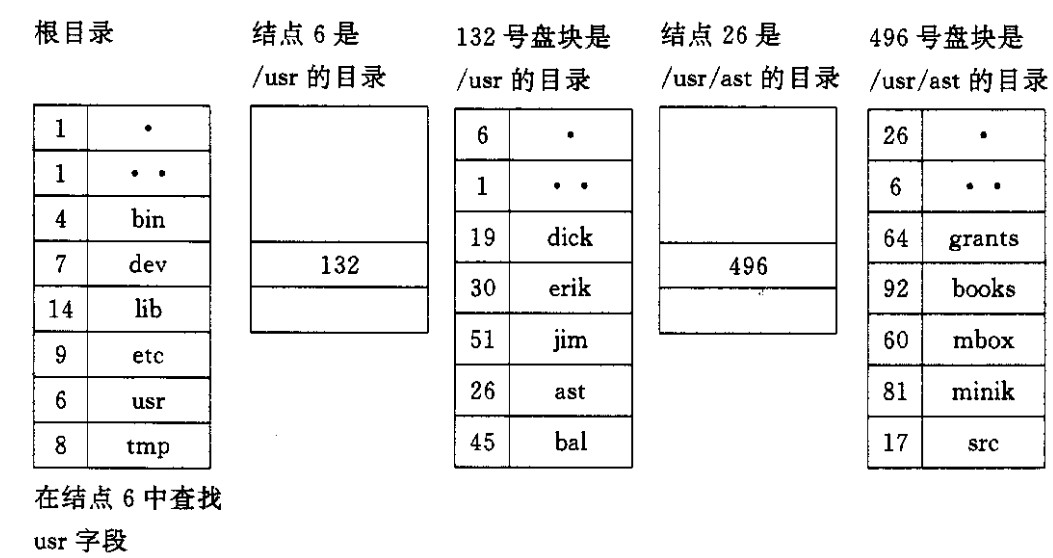 根目录
1 •
1 • •
4 bin
7 dev
14 lib
9 etc
6 usr
8 tmp
在结点 6 中查找
usr 字段
结点 6 是
/usr 的目录
132
132 号盘块是
/usr 的目录
6 •
1 • •
19 dick
30 erik
51 jim
26 ast
45 bal
结点 26 是
/usr/ast 的目录
496
496 号盘块是
/usr/ast 的目录
26 •
6 • •
64 grants
92 books
60 mbox
81 minik
17 src